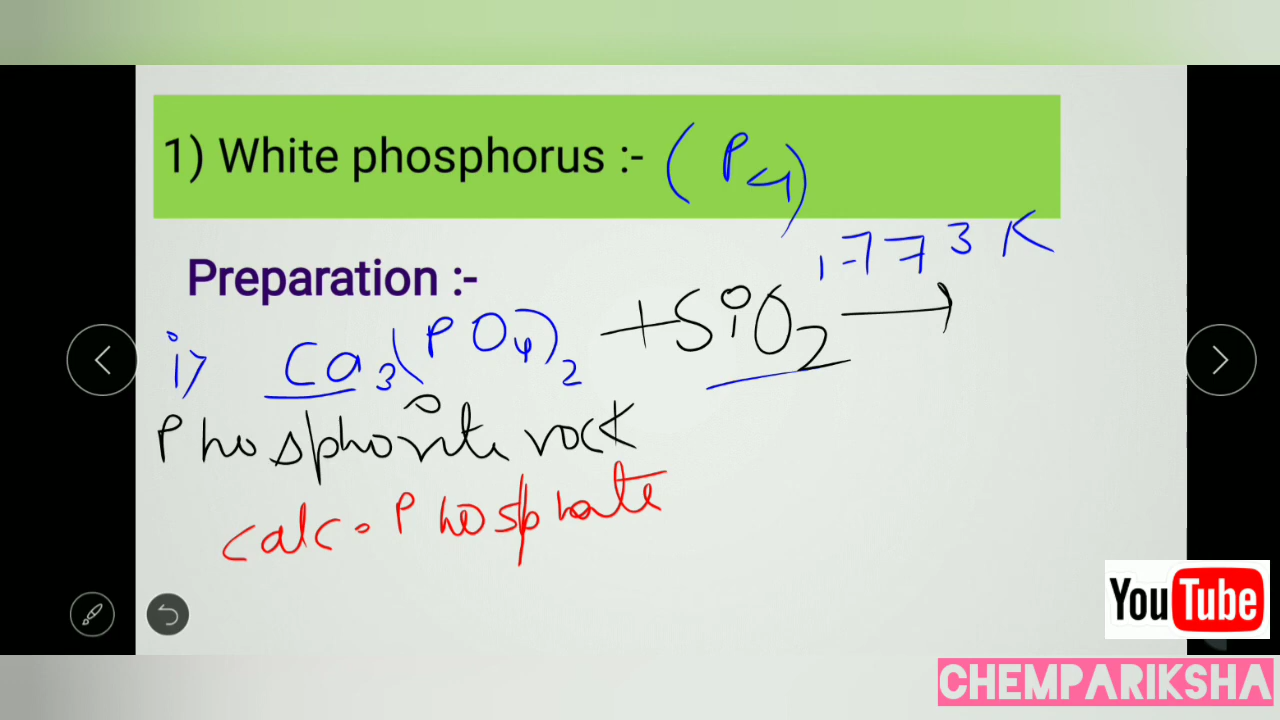 1) White phosphorus :- (P4)
1773 K
Preparation :-
i) Ca3(PO4)2 + SiO2 →
Phosphorite rock
calc. Phosphate
YouTube
CHEMPARIKSHA